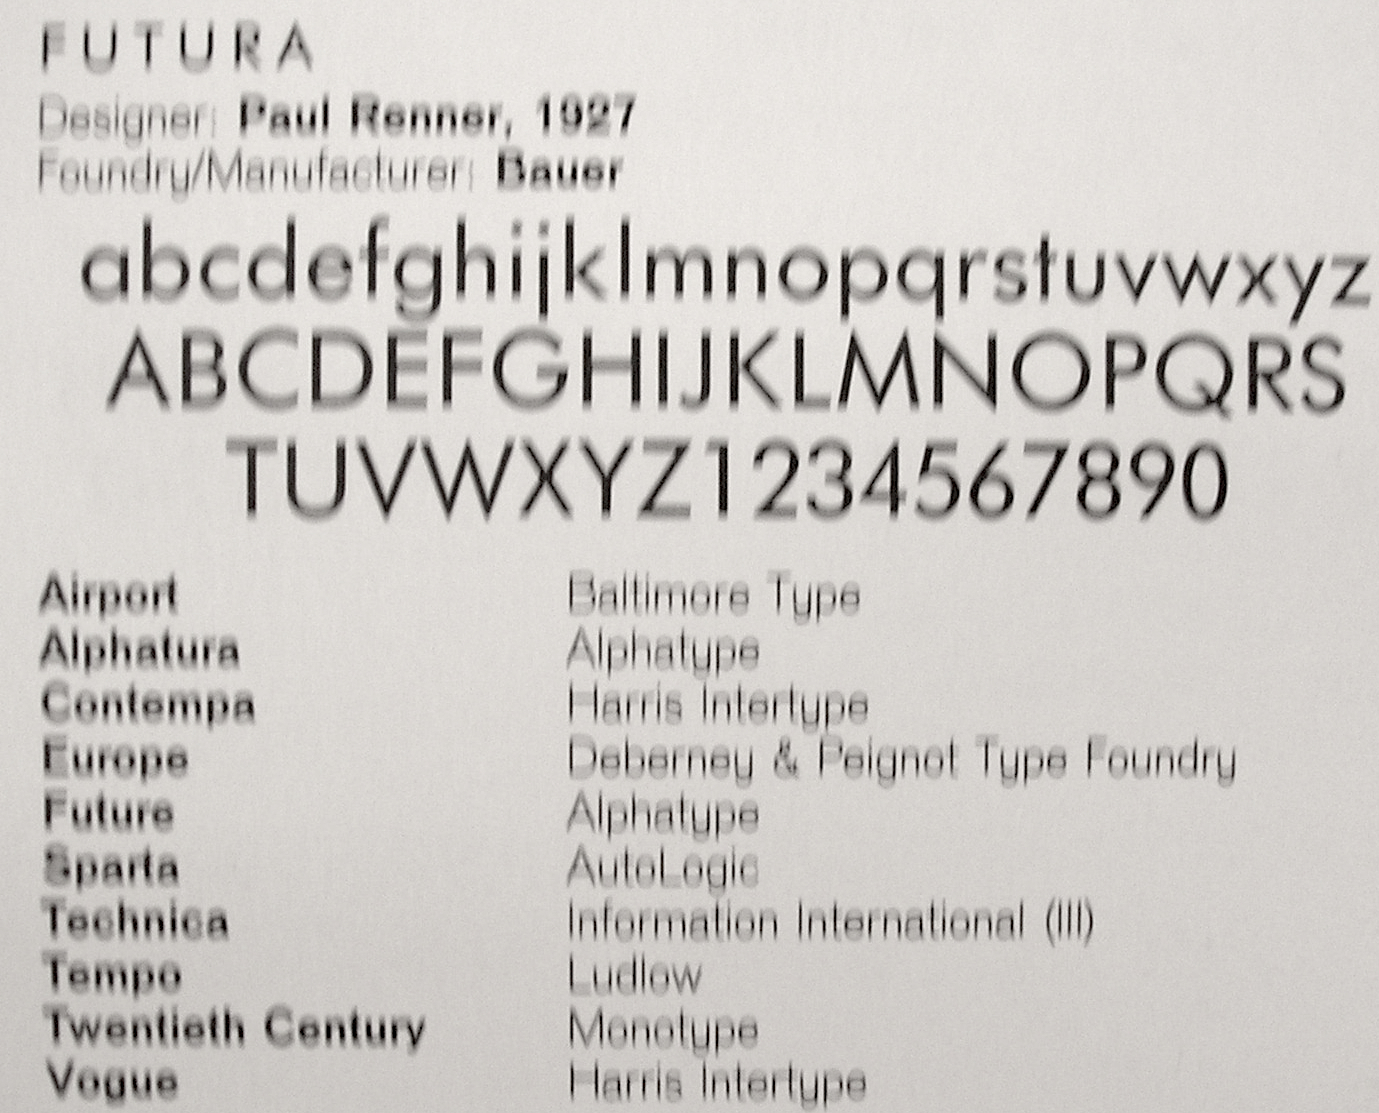 FUTURA
Designer: Paul Renner, 1927
Foundry/Manufacturer: Bauer
abcdefghijklmnopqrstuvwxyz
ABCDEFGHIJKLMNOPQRS
TUVWXYZ1234567890
Airport Baltimore Type
Alphatura Alphatype
Contempa Harris Intertype
Europe Deberney & Peignot Type Foundry
Future Alphatype
Sparta AutoLogic
Technica Information International (III)
Tempo Ludlow
Twentieth Century Monotype
Vogue Harris Intertype